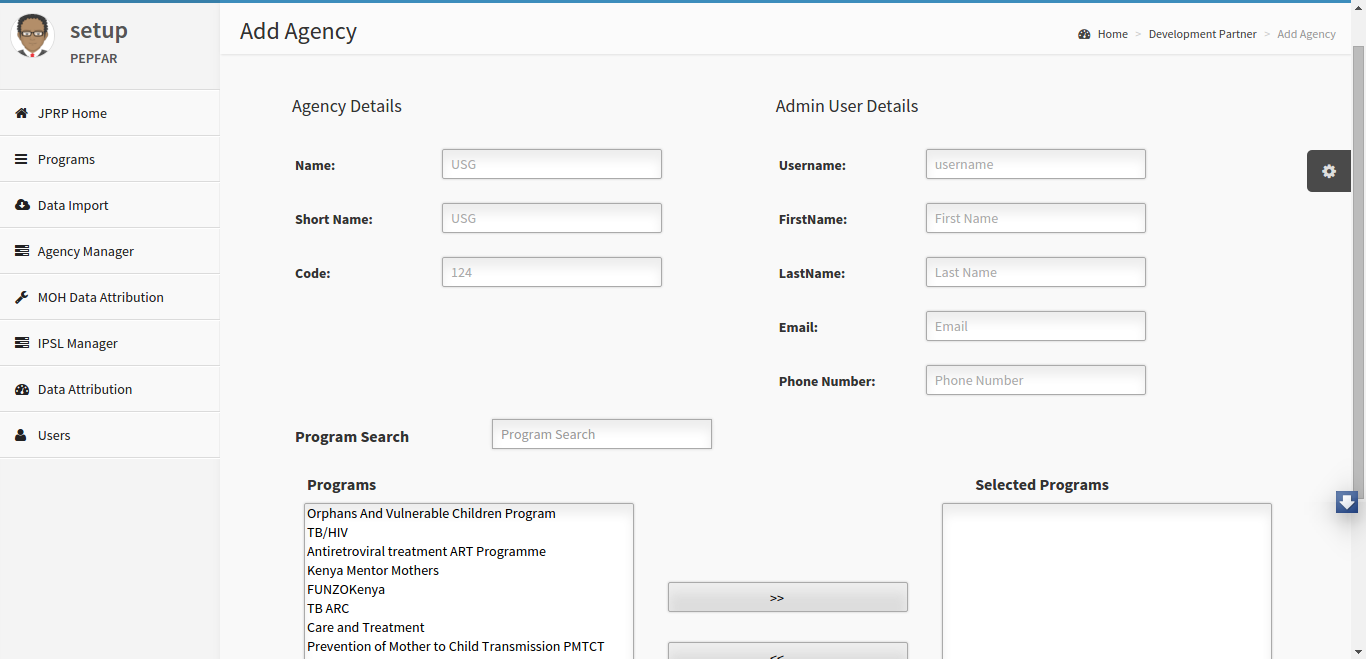 setup
PEPFAR
JPRP Home
Programs
Data Import
Agency Manager
MOH Data Attribution
IPSL Manager
Data Attribution
Users
Add Agency
Home > Development Partner > Add Agency
Agency Details
Name: USG
Short Name: USG
Code: 124
Admin User Details
Username: username
FirstName: First Name
LastName: Last Name
Email: Email
Phone Number: Phone Number
Program Search Program Search
Programs
Orphans And Vulnerable Children Program
TB/HIV
Antiretroviral treatment ART Programme
Kenya Mentor Mothers
FUNZOKenya
TB ARC
Care and Treatment
Prevention of Mother to Child Transmission PMTCT
>>
<<
Selected Programs